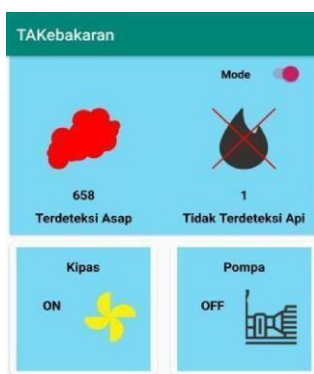 TAKebakaran
Mode
658
1
Terdeteksi Asap
Tidak Terdeteksi Api
Kipas
Pompa
ON
OFF